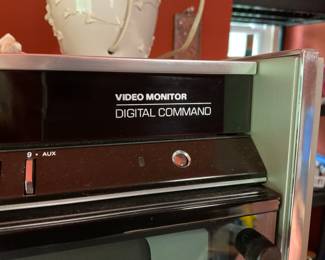 VIDEO MONITOR
DIGITAL COMMAND
9 • AUX